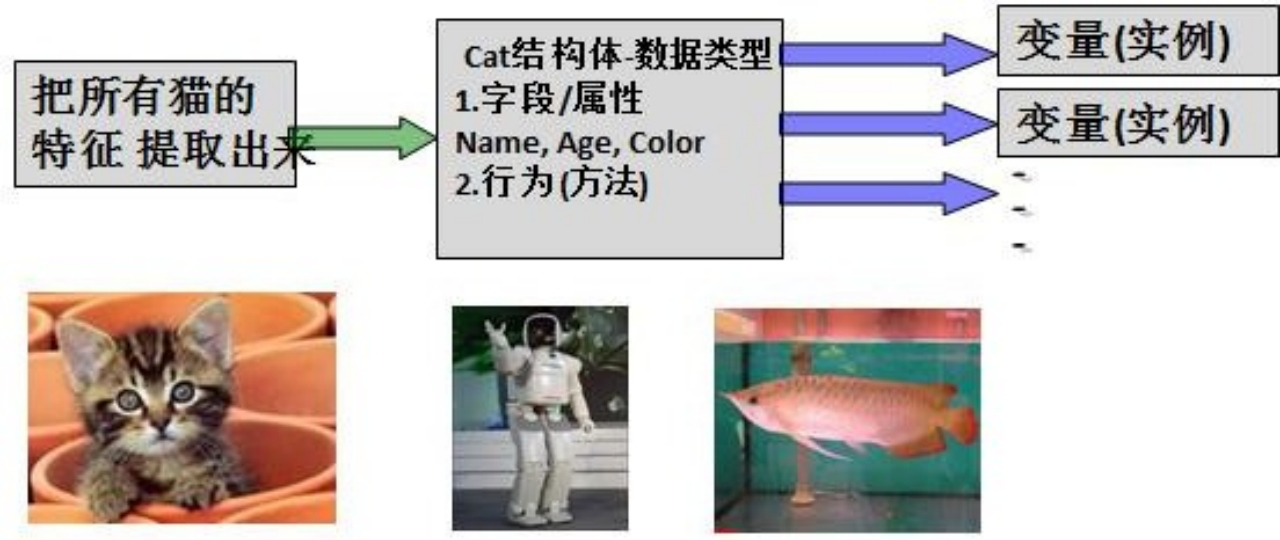 把所有猫的
特征 提取出来
Cat结构体-数据类型
1.字段/属性
Name, Age, Color
2.行为(方法)
变量(实例)
变量(实例)